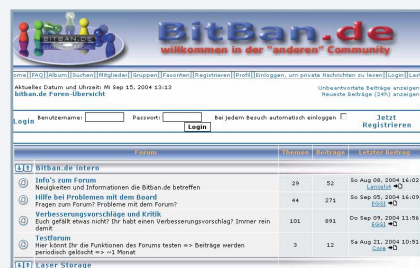 BITBAN.DE
BitBan.de
willkommen in der "anderen" Community
ome][FAQ][Album][Suchen][Mitglieder][Gruppen][Favoriten][Registrieren][Profil][Einloggen, um private Nachrichten zu lesen][Login][Last
Aktuelles Datum und Uhrzeit: Mi Sep 15, 2004 13:13
Unbeantwortete Beiträge anzeigen
bitban.de Foren-Übersicht
Neueste Beiträge (24h) anzeigen
Login Benutzername: Passwort: Bei jedem Besuch automatisch einloggen
Login
Jetzt Registrieren
Forum Themen Beiträge Letzter Beitrag
Bitban.de intern
Info's zum Forum
Neuigkeiten und Informationen die Bitban.de betreffen
29 52
So Aug 08, 2004 16:02
Lancelot
Hilfe bei Problemen mit dem Board
Fragen zum Forum? Probleme mit dem Forum?
44 271
So Sep 05, 2004 16:09
EGGI
Verbesserungsvorschläge und Kritik
Euch gefällt etwas nicht? Ihr habt einen Verbesserungsvorschlag? Immer rein
damit
101 891
Do Sep 09, 2004 11:56
EGGI
Testforum
Hier könnt Ihr die Funktionen des Forums testen => Beiträge werden
periodisch gelöscht => ~1 Monat
3 12
Sa Aug 21, 2004 10:51
Cora
Laser Storage